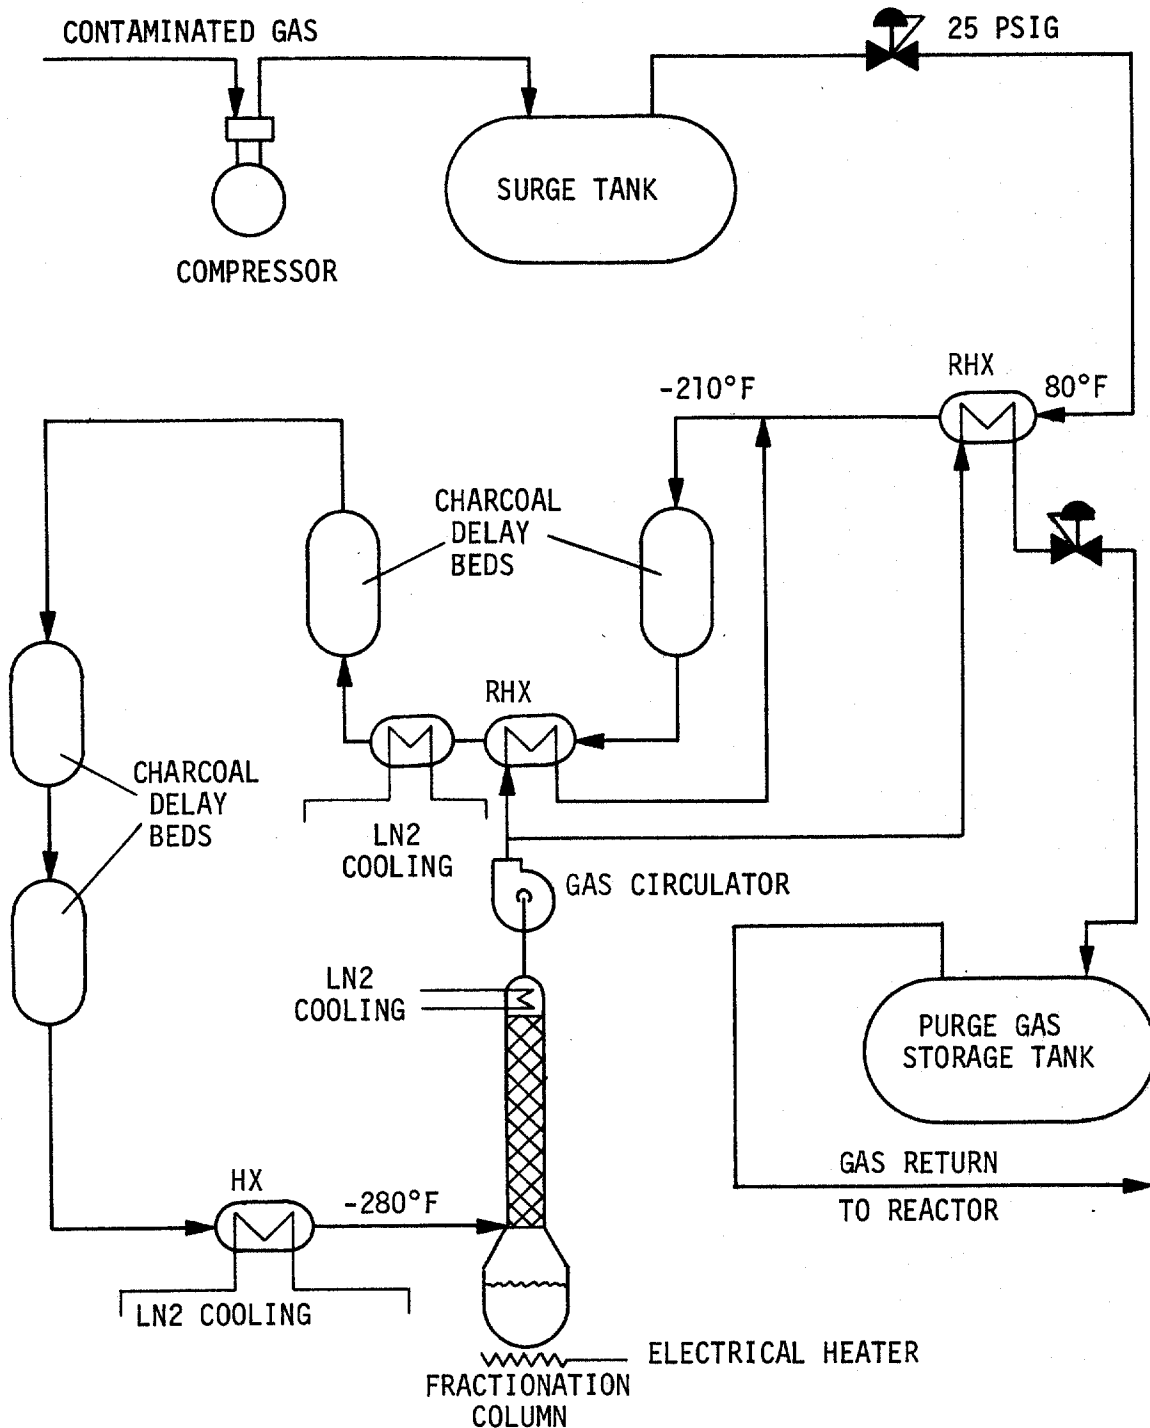 CONTAMINATED GAS
25 PSIG
SURGE TANK
COMPRESSOR
RHX
-210°F
80°F
CHARCOAL
DELAY
BEDS
RHX
CHARCOAL
DELAY
BEDS
LN2
COOLING
GAS CIRCULATOR
LN2
COOLING
PURGE GAS
STORAGE TANK
GAS RETURN
TO REACTOR
HX
-280°F
LN2 COOLING
ELECTRICAL HEATER
FRACTIONATION
COLUMN